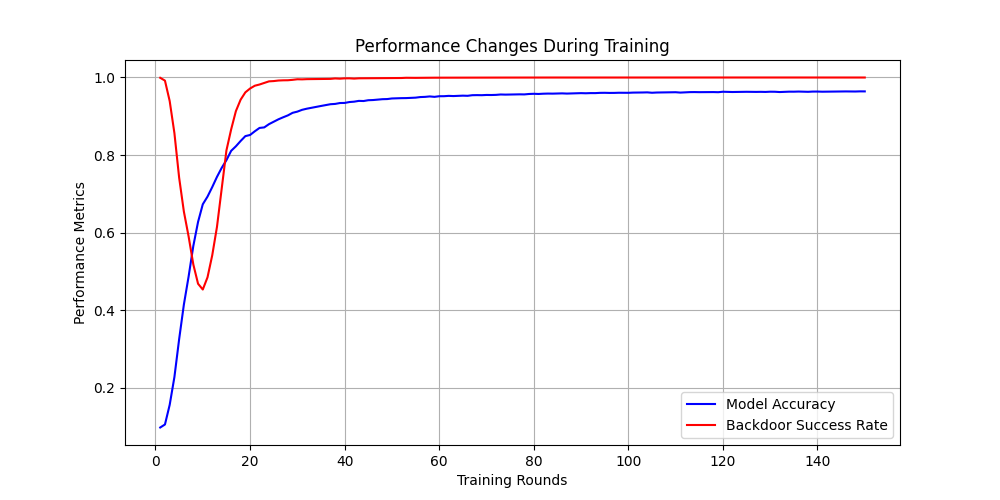 Performance Changes During Training
Performance Metrics
1.0
0.8
0.6
0.4
0.2
0 20 40 60 80 100 120 140
Training Rounds
Model Accuracy
Backdoor Success Rate